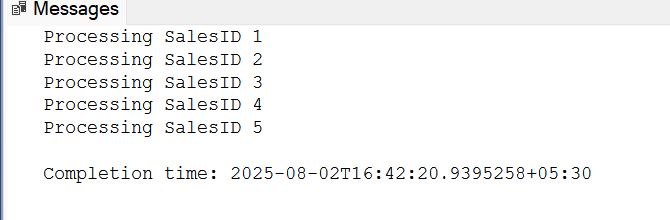 Messages
Processing SalesID 1
Processing SalesID 2
Processing SalesID 3
Processing SalesID 4
Processing SalesID 5
Completion time: 2025-08-02T16:42:20.9395258+05:30